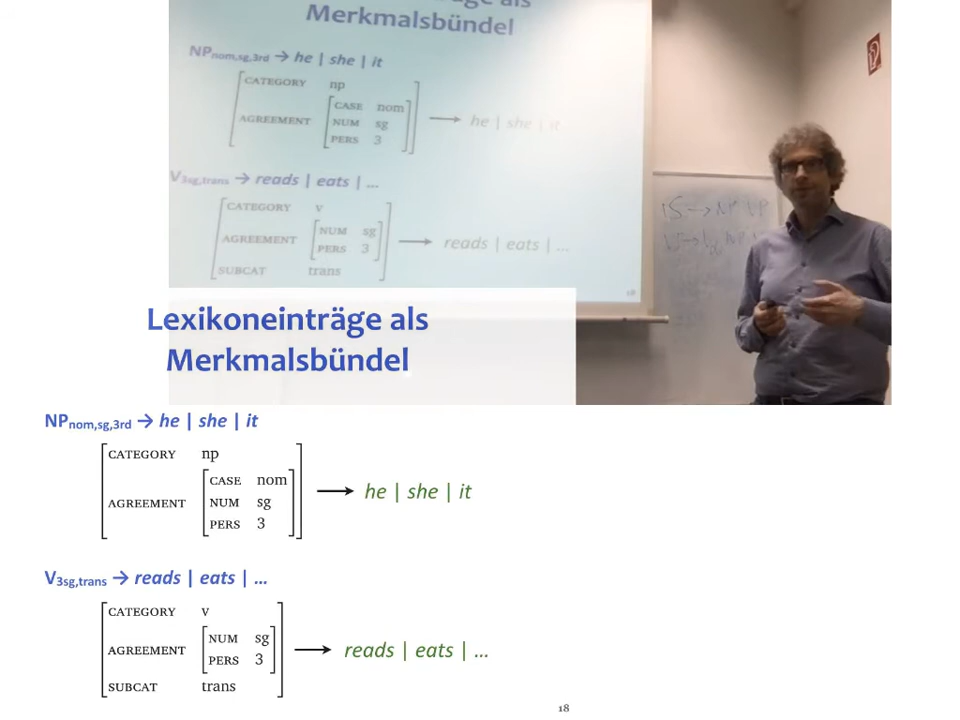 Merkmalsbündel
NPnom,sg,3rd → he | she | it
CATEGORY np
CASE nom
AGREEMENT NUM sg → he | she | it
PERS 3
V3sg,trans → reads | eats | ...
CATEGORY v
NUM sg
AGREEMENT → reads | eats | ...
PERS 3
SUBCAT trans
18
S → NP VP
Lexikoneinträge als
Merkmalsbündel
NPnom,sg,3rd → he | she | it
CATEGORY np
CASE nom
AGREEMENT NUM sg → he | she | it
PERS 3
V3sg,trans → reads | eats | ...
CATEGORY v
NUM sg
AGREEMENT → reads | eats | ...
PERS 3
SUBCAT trans
18